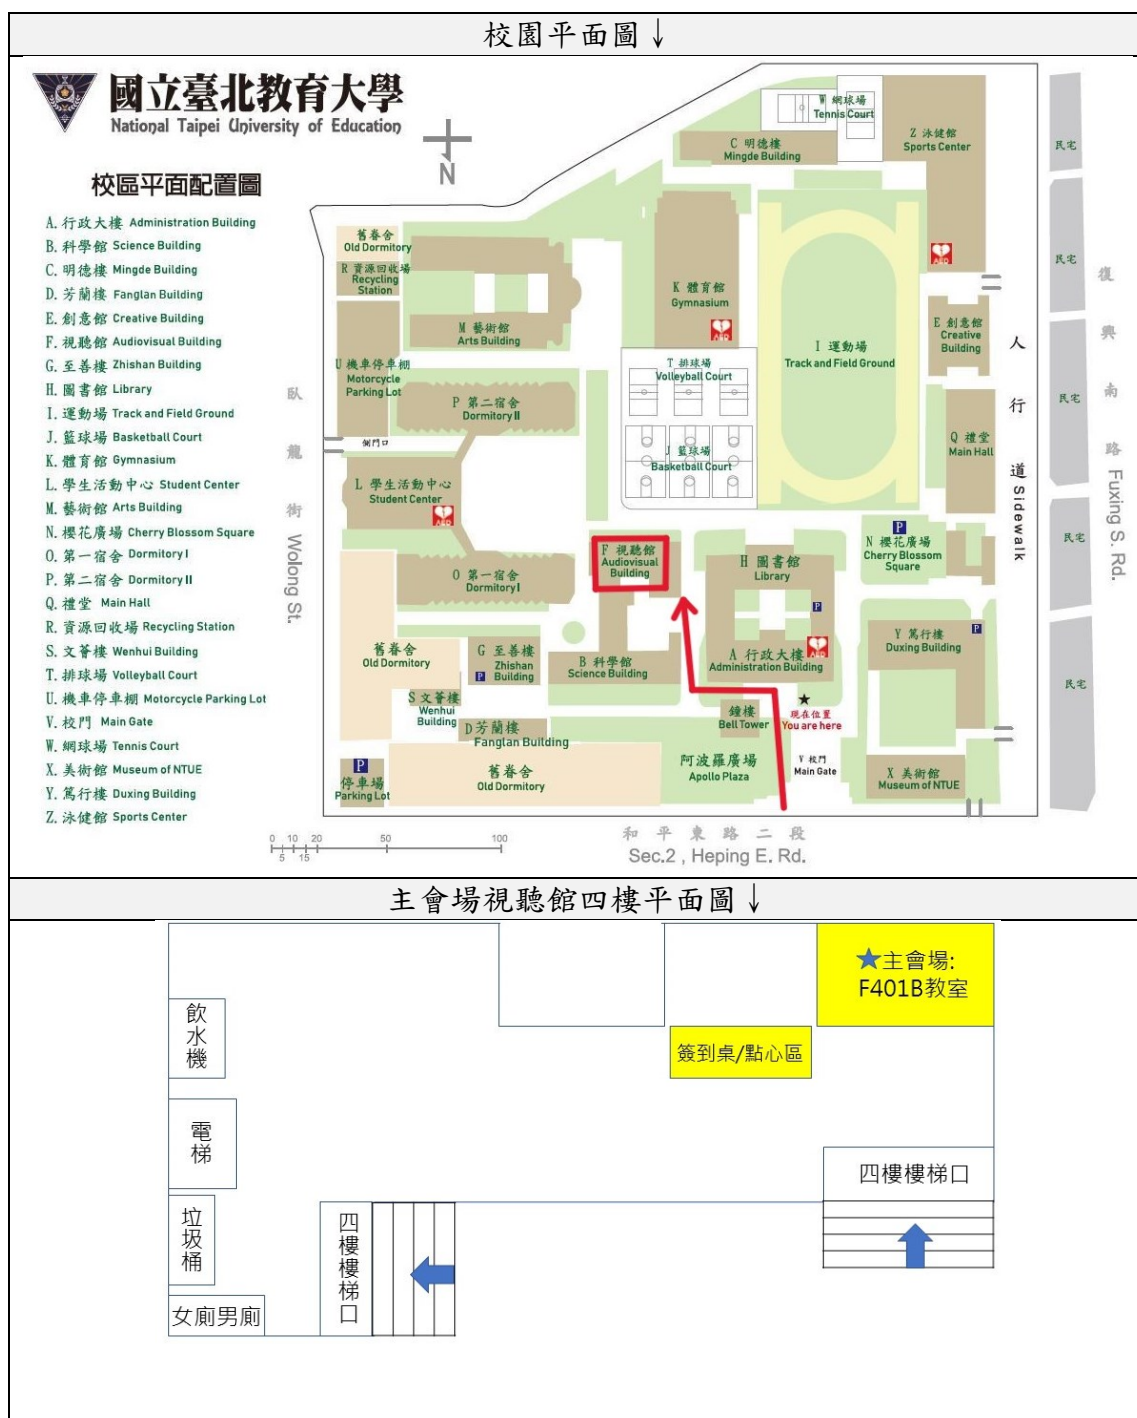 校園平面圖↓
國立臺北教育大學
National Taipei University of Education
N
校區平面配置圖
A. 行政大樓 Administration Building
B. 科學館 Science Building
C. 明德樓 Mingde Building
D. 芳蘭樓 Fanglan Building
E. 創意館 Creative Building
F. 視聽館 Audiovisual Building
G. 至善樓 Zhishan Building
H. 圖書館 Library
I. 運動場 Track and Field Ground
J. 籃球場 Basketball Court
K. 體育館 Gymnasium
L. 學生活動中心 Student Center
M. 藝術館 Arts Building
N. 櫻花廣場 Cherry Blossom Square
O. 第一宿舍 Dormitory I
P. 第二宿舍 Dormitory II
Q. 禮堂 Main Hall
R. 資源回收場 Recycling Station
S. 文薈樓 Wenhui Building
T. 排球場 Volleyball Court
U. 機車停車棚 Motorcycle Parking Lot
V. 校門 Main Gate
W. 網球場 Tennis Court
X. 美術館 Museum of NTUE
Y. 篤行樓 Duxing Building
Z. 泳健館 Sports Center
W 網球場
Tennis Court
C 明德樓
Mingde Building
Z 泳健館
Sports Center
民宅
舊眷舍
Old Dormitory
R 資源回收場
Recycling
Station
M 藝術館
Arts Building
K 體育館
Gymnasium
AED
AED
民宅
E 創意館
Creative
Building
I 運動場
Track and Field Ground
U 機車停車棚
Motorcycle
Parking Lot
T 排球場
Volleyball Court
P 第二宿舍
Dormitory II
側門口
J 籃球場
Basketball Court
Q 禮堂
Main Hall
民宅
人行道 Sidewalk
復興南路 Fuxing S. Rd.
臥龍街 Wolong St.
L 學生活動中心
Student Center
AED
P
N 櫻花廣場
Cherry Blossom
Square
民宅
F 視聽館
Audiovisual
Building
H 圖書館
Library
P
O 第一宿舍
Dormitory I
舊眷舍
Old Dormitory
G 至善樓
Zhishan
Building
P
B 科學館
Science Building
A 行政大樓
Administration Building
AED
Y 篤行樓
Duxing Building
P
民宅
S 文薈樓
Wenhui
Building
鐘樓
Bell Tower
現在位置
You are here
D 芳蘭樓
Fanglan Building
舊眷舍
Old Dormitory
P
停車場
Parking Lot
阿波羅廣場
Apollo Plaza
V 校門
Main Gate
X 美術館
Museum of NTUE
0 10 20 50 100
5 15
和平東路二段
Sec.2 , Heping E. Rd.
主會場視聽館四樓平面圖↓
★主會場:
F401B教室
飲水機
簽到桌/點心區
電梯
四樓樓梯口
垃圾桶
四樓樓梯口
女廁男廁